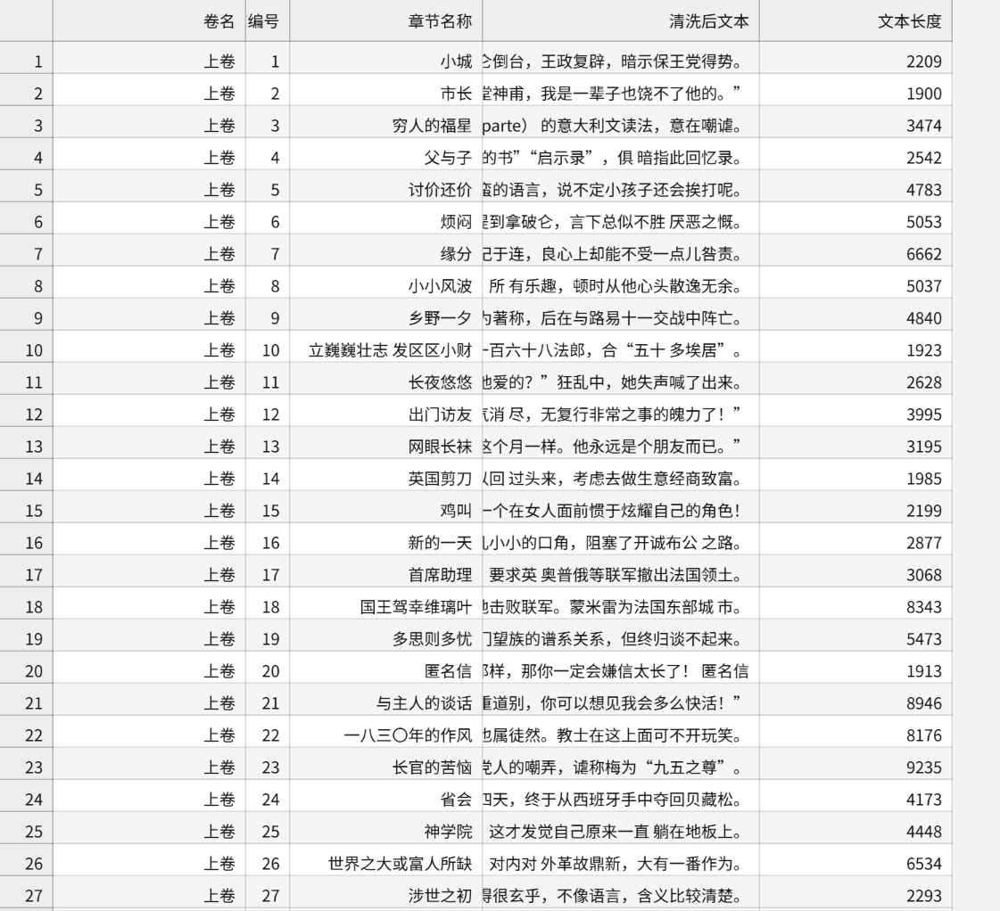 卷名 编号 章节名称 清洗后文本 文本长度
1 上卷 1 小城 仑倒台，王政复辟，暗示保王党得势。 2209
2 上卷 2 市长 堂神甫，我是一辈子也饶不了他的。” 1900
3 上卷 3 穷人的福星 parte） 的意大利文读法，意在嘲谑。 3474
4 上卷 4 父与子 的书”“启示录”，俱 暗指此回忆录。 2542
5 上卷 5 讨价还价 蛮的语言，说不定小孩子还会挨打呢。 4783
6 上卷 6 烦闷 提到拿破仑，言下总似不胜 厌恶之慨。 5053
7 上卷 7 缘分 记于连，良心上却能不受一点儿咎责。 6662
8 上卷 8 小小风波 所 有乐趣，顿时从他心头散逸无余。 5037
9 上卷 9 乡野一夕 为著称，后在与路易十一交战中阵亡。 4840
10 上卷 10 立巍巍壮志 发区区小财 一百六十八法郎，合“五十 多埃居”。 1923
11 上卷 11 长夜悠悠 他爱的？”狂乱中，她失声喊了出来。 2628
12 上卷 12 出门访友 气消 尽，无复行非常之事的魄力了！” 3995
13 上卷 13 网眼长袜 这个月一样。他永远是个朋友而已。” 3195
14 上卷 14 英国剪刀 以回 过头来，考虑去做生意经商致富。 1985
15 上卷 15 鸡叫 一个在女人面前惯于炫耀自己的角色！ 2199
16 上卷 16 新的一天 儿小小的口角，阻塞了开诚布公 之路。 2877
17 上卷 17 首席助理 要求英 奥普俄等联军撤出法国领土。 3068
18 上卷 18 国王驾幸维璃叶 地击败联军。蒙米雷为法国东部城 市。 8343
19 上卷 19 多思则多忧 门望族的谱系关系，但终归谈不起来。 5473
20 上卷 20 匿名信 那样，那你一定会嫌信太长了！ 匿名信 1913
21 上卷 21 与主人的谈话 重道别，你可以想见我会多么快活！” 8946
22 上卷 22 一八三〇年的作风 也属徒然。教士在这上面可不开玩笑。 8176
23 上卷 23 长官的苦恼 党人的嘲弄，谑称梅为“九五之尊”。 9235
24 上卷 24 省会 四天，终于从西班牙手中夺回贝藏松。 4173
25 上卷 25 神学院 这才发觉自己原来一直 躺在地板上。 4448
26 上卷 26 世界之大或富人所缺 对内对 外革故鼎新，大有一番作为。 6534
27 上卷 27 涉世之初 得很玄乎，不像语言，含义比较清楚。 2293